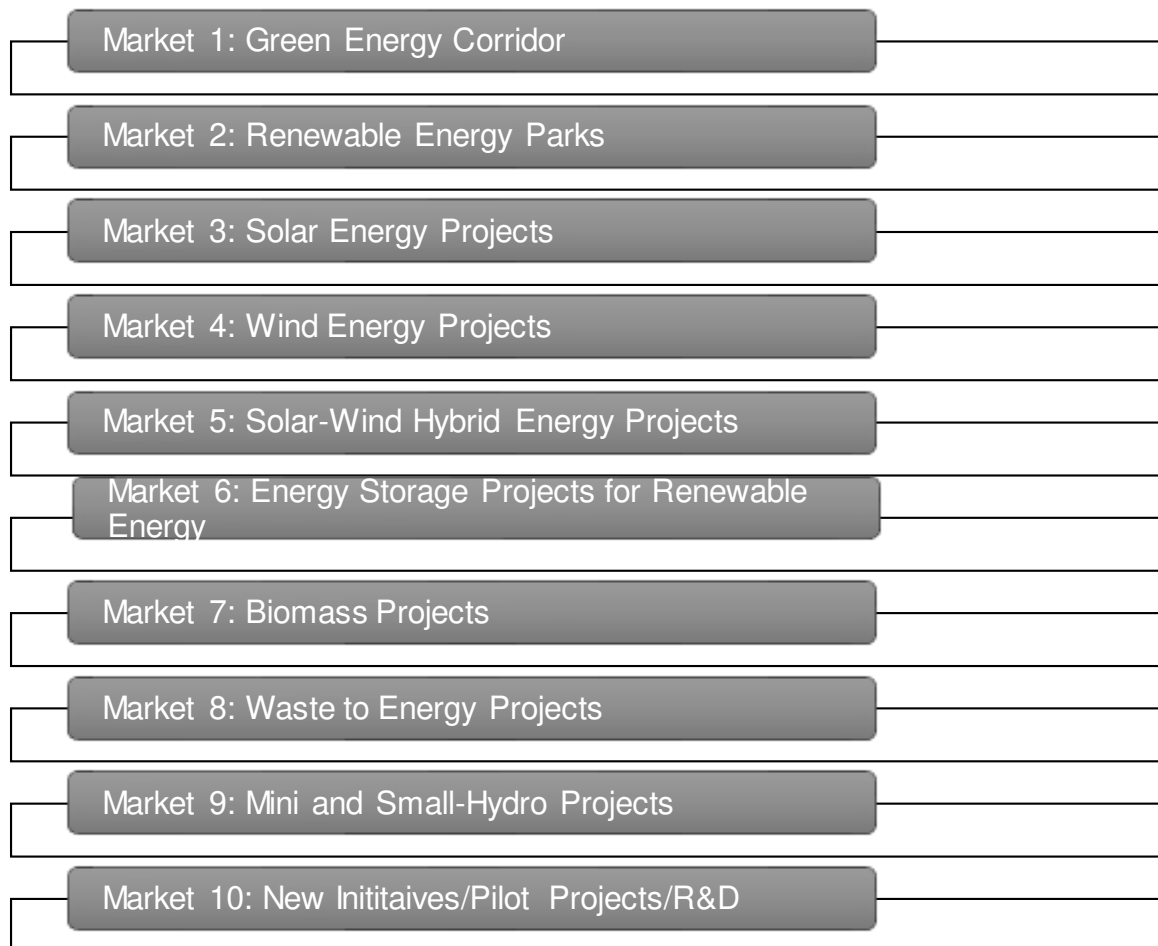 Market 1: Green Energy Corridor
Market 2: Renewable Energy Parks
Market 3: Solar Energy Projects
Market 4: Wind Energy Projects
Market 5: Solar-Wind Hybrid Energy Projects
Market 6: Energy Storage Projects for Renewable
Energy
Market 7: Biomass Projects
Market 8: Waste to Energy Projects
Market 9: Mini and Small-Hydro Projects
Market 10: New Inititaives/Pilot Projects/R&D